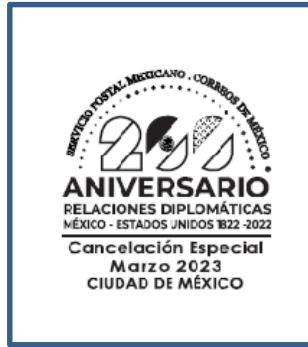 SERVICIO POSTAL MEXICANO . CORREOS DE MÉXICO
200
ANIVERSARIO
RELACIONES DIPLOMÁTICAS
MÉXICO - ESTADOS UNIDOS 1822 -2022
Cancelación Especial
Marzo 2023
CIUDAD DE MÉXICO